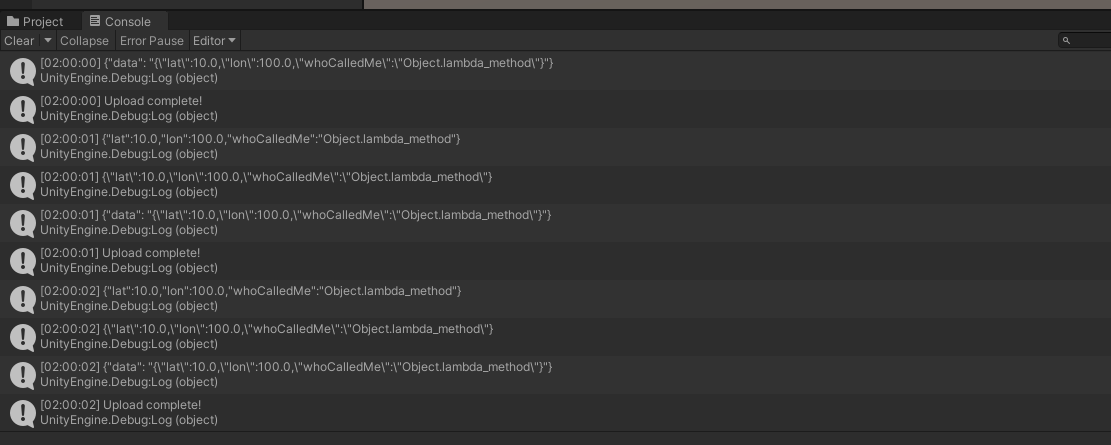 Project Console
Clear Collapse Error Pause Editor
[02:00:00] {"data": "{\"lat\":10.0,\"lon\":100.0,\"whoCalledMe\":\"Object.lambda_method\"}"}
UnityEngine.Debug:Log (object)
[02:00:00] Upload complete!
UnityEngine.Debug:Log (object)
[02:00:01] {"lat":10.0,"lon":100.0,"whoCalledMe":"Object.lambda_method"}
UnityEngine.Debug:Log (object)
[02:00:01] {\"lat\":10.0,\"lon\":100.0,\"whoCalledMe\":\"Object.lambda_method\"}
UnityEngine.Debug:Log (object)
[02:00:01] {"data": "{\"lat\":10.0,\"lon\":100.0,\"whoCalledMe\":\"Object.lambda_method\"}"}
UnityEngine.Debug:Log (object)
[02:00:01] Upload complete!
UnityEngine.Debug:Log (object)
[02:00:02] {"lat":10.0,"lon":100.0,"whoCalledMe":"Object.lambda_method"}
UnityEngine.Debug:Log (object)
[02:00:02] {\"lat\":10.0,\"lon\":100.0,\"whoCalledMe\":\"Object.lambda_method\"}
UnityEngine.Debug:Log (object)
[02:00:02] {"data": "{\"lat\":10.0,\"lon\":100.0,\"whoCalledMe\":\"Object.lambda_method\"}"}
UnityEngine.Debug:Log (object)
[02:00:02] Upload complete!
UnityEngine.Debug:Log (object)